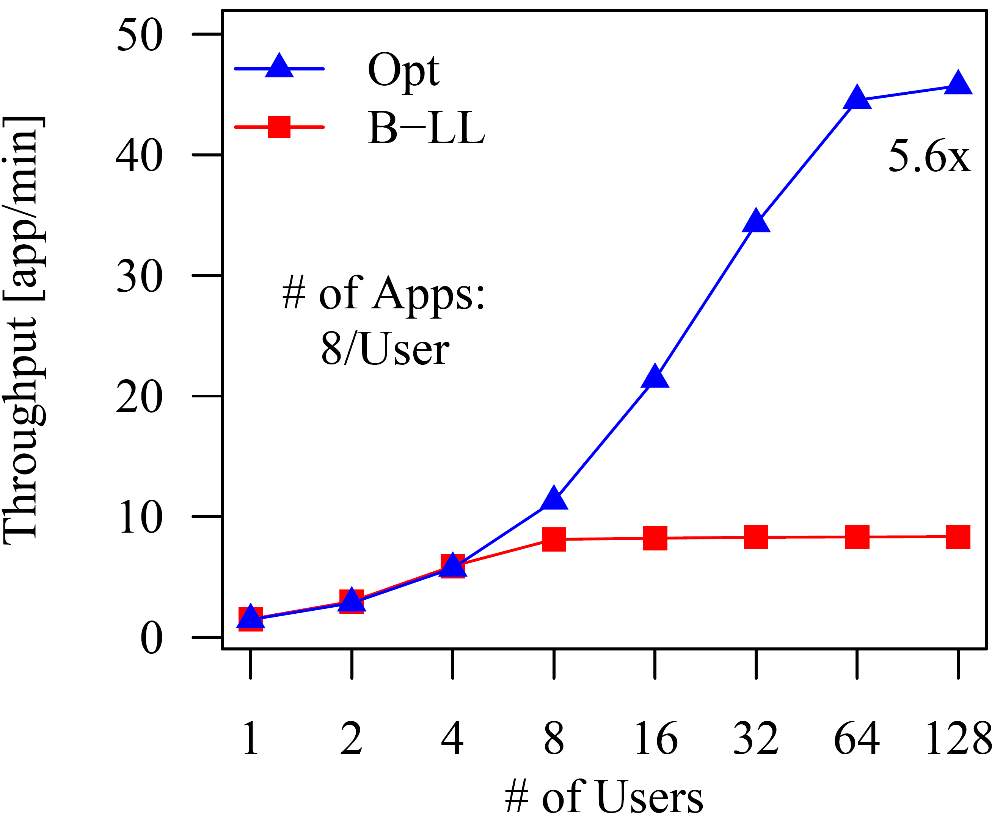 Throughput [app/min]
50
40
30
20
10
0
Opt
B−LL
5.6x
# of Apps:
8/User
1 2 4 8 16 32 64 128
# of Users